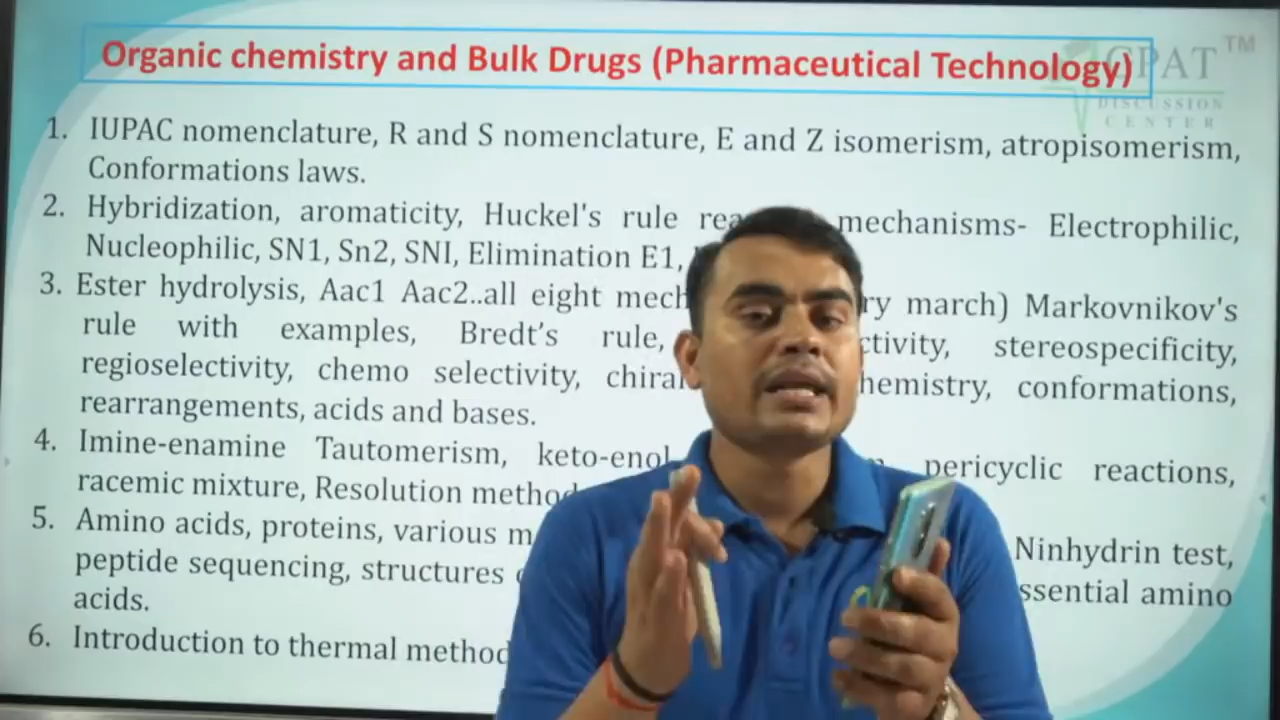 Organic chemistry and Bulk Drugs (Pharmaceutical Technology)
GPAT TM
DISCUSSION
CENTER
1. IUPAC nomenclature, R and S nomenclature, E and Z isomerism, atropisomerism,
Conformations laws.
2. Hybridization, aromaticity, Huckel's rule mechanisms- Electrophilic,
Nucleophilic, SN1, Sn2, SNI, Elimination E1,
3. Ester hydrolysis, Aac1 Aac2..all eight march) Markovnikov's
rule with examples, Bredt's rule, stereospecificity,
regioselectivity, chemo selectivity, conformations,
rearrangements, acids and bases.
4. Imine-enamine Tautomerism, pericyclic reactions,
racemic mixture, Resolution
5. Amino acids, proteins, various Ninhydrin test,
peptide sequencing, structures amino
acids.
6. Introduction to thermal